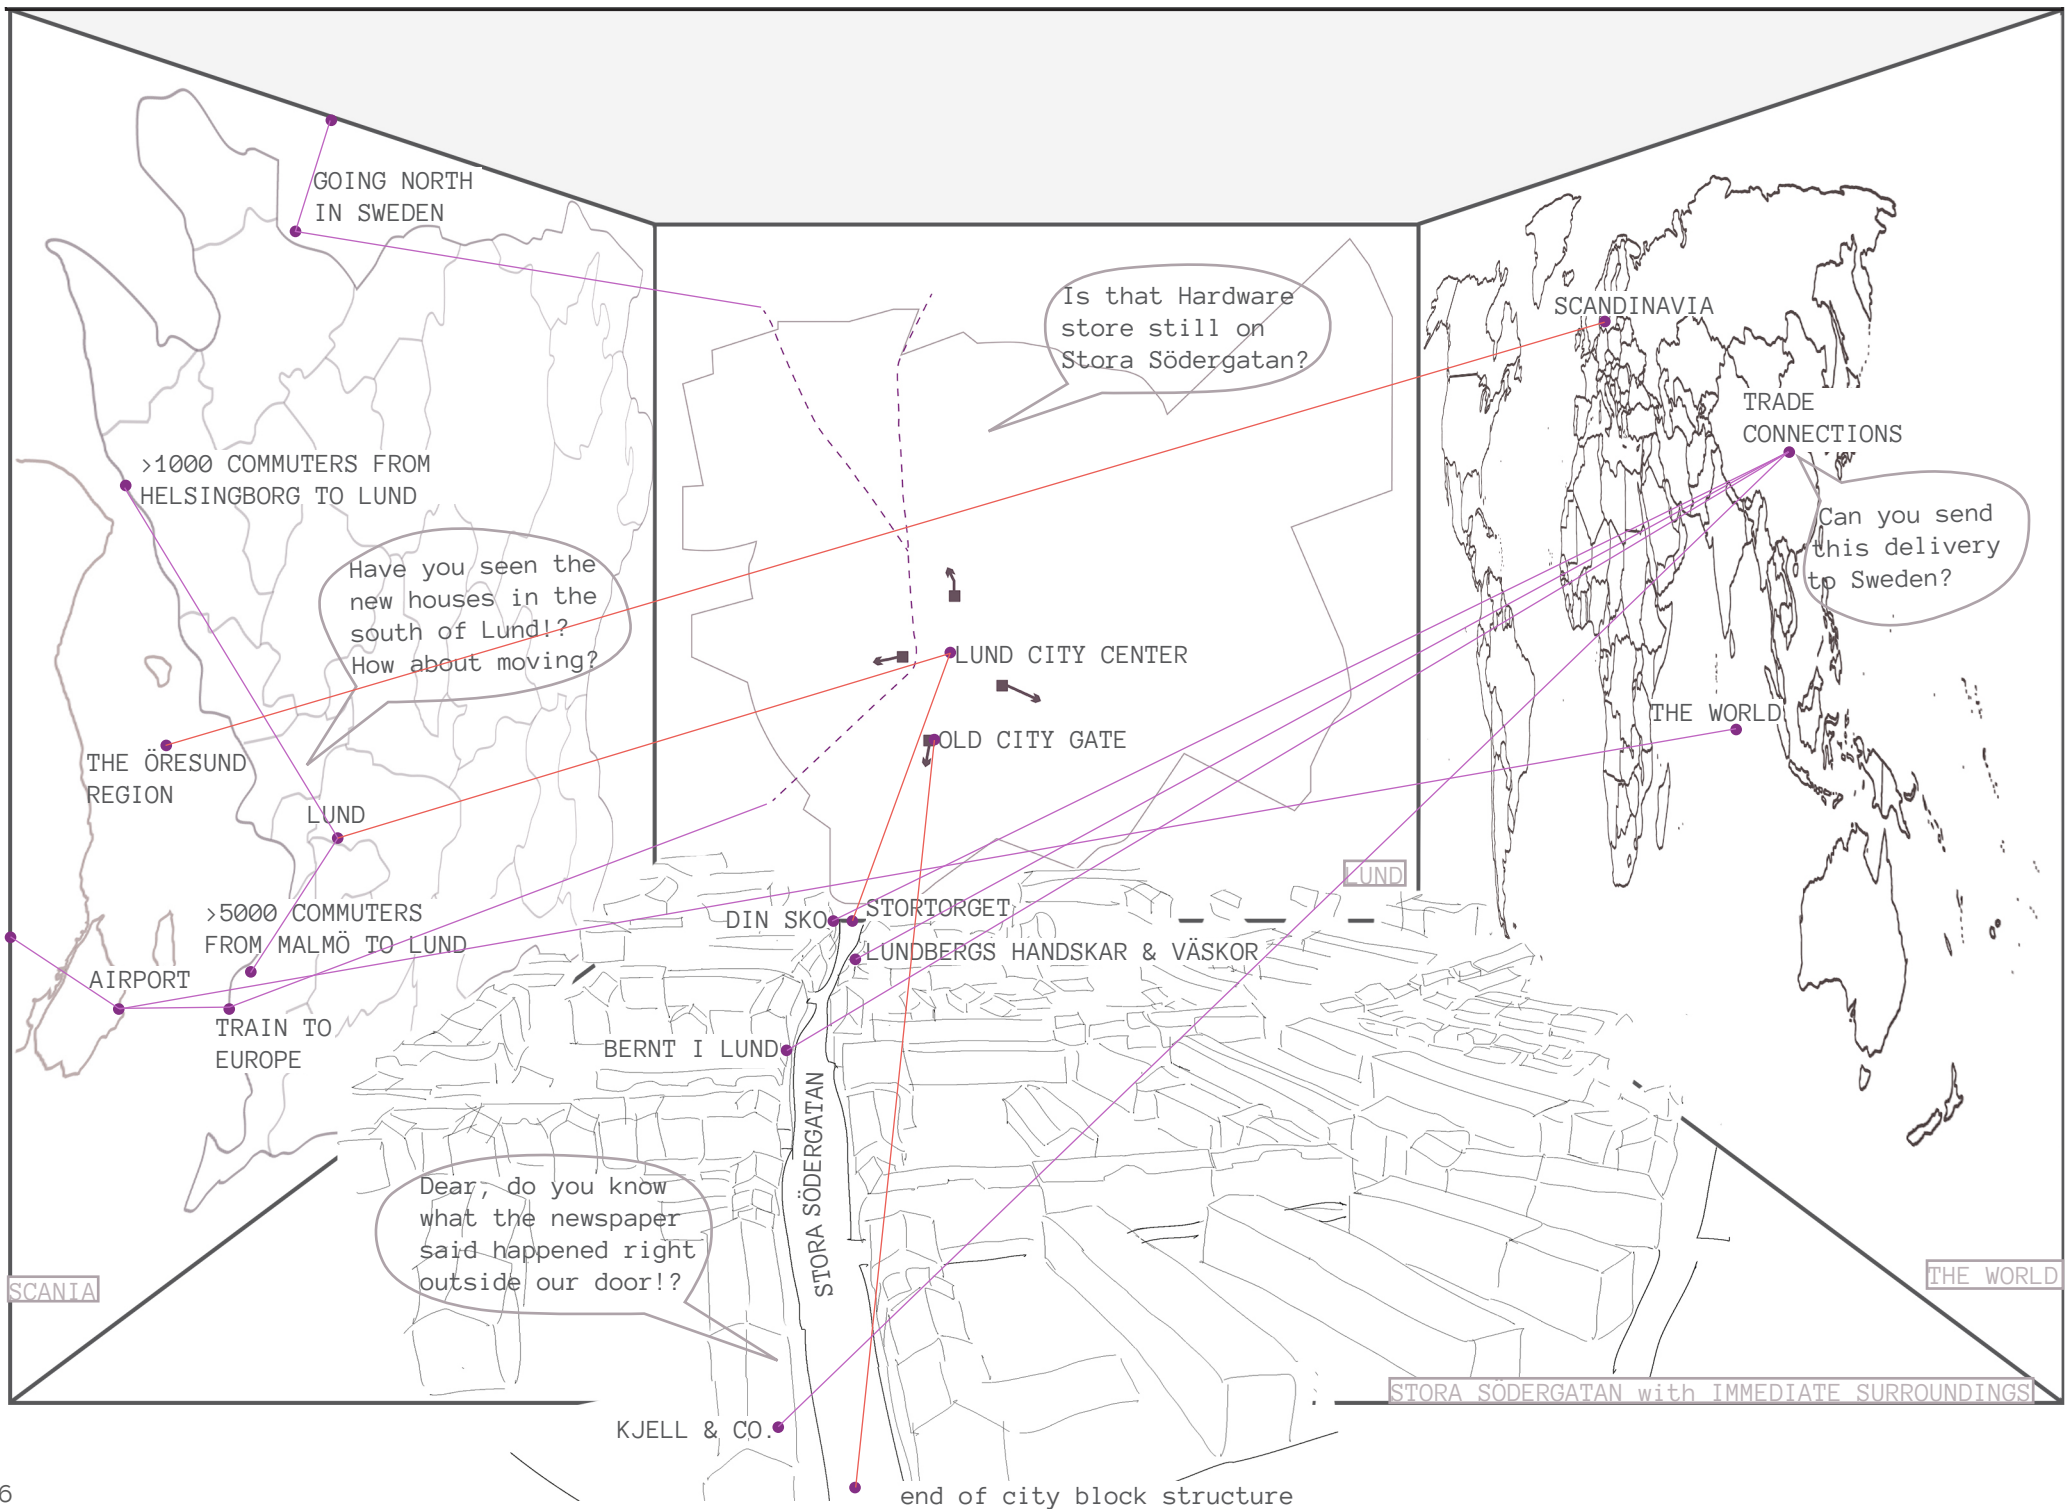 GOING NORTH
IN SWEDEN
Is that Hardware
store still on
Stora Södergatan?
SCANDINAVIA
TRADE
CONNECTIONS
>1000 COMMUTERS FROM
HELSINGBORG TO LUND
Can you send
this delivery
to Sweden?
Have you seen the
new houses in the
south of Lund!?
How about moving?
LUND CITY CENTER
THE WORLD
OLD CITY GATE
THE ÖRESUND
REGION
LUND
LUND
>5000 COMMUTERS
FROM MALMÖ TO LUND
DIN SKO
STORTORGET
LUNDBERGS HANDSKAR & VÄSKOR
AIRPORT
TRAIN TO
EUROPE
BERNT I LUND
STORA SÖDERGATAN
Dear, do you know
what the newspaper
said happened right
outside our door!?
SCANIA
THE WORLD
STORA SÖDERGATAN with IMMEDIATE SURROUNDINGS
KJELL & CO.
end of city block structure
6